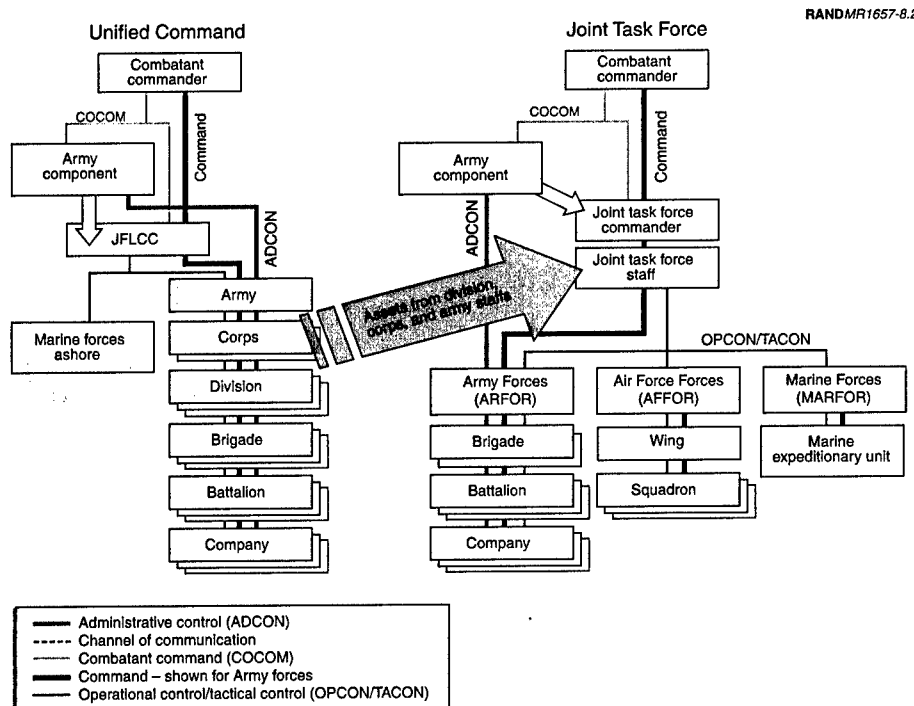 RANDMR1657-8.2
Unified Command
Combatant
commander
COCOM
Command
Army
component
JFLCC
ADCON
Army
Marine forces
ashore
Corps
Division
Brigade
Battalion
Company
Assets from division,
corps, and army staffs
Joint Task Force
Combatant
commander
COCOM
Command
Army
component
ADCON
Joint task force
commander
Joint task force
staff
OPCON/TACON
Army Forces
(ARFOR)
Air Force Forces
(AFFOR)
Marine Forces
(MARFOR)
Brigade
Wing
Marine
expeditionary unit
Battalion
Squadron
Company
Administrative control (ADCON)
Channel of communication
Combatant command (COCOM)
Command – shown for Army forces
Operational control/tactical control (OPCON/TACON)